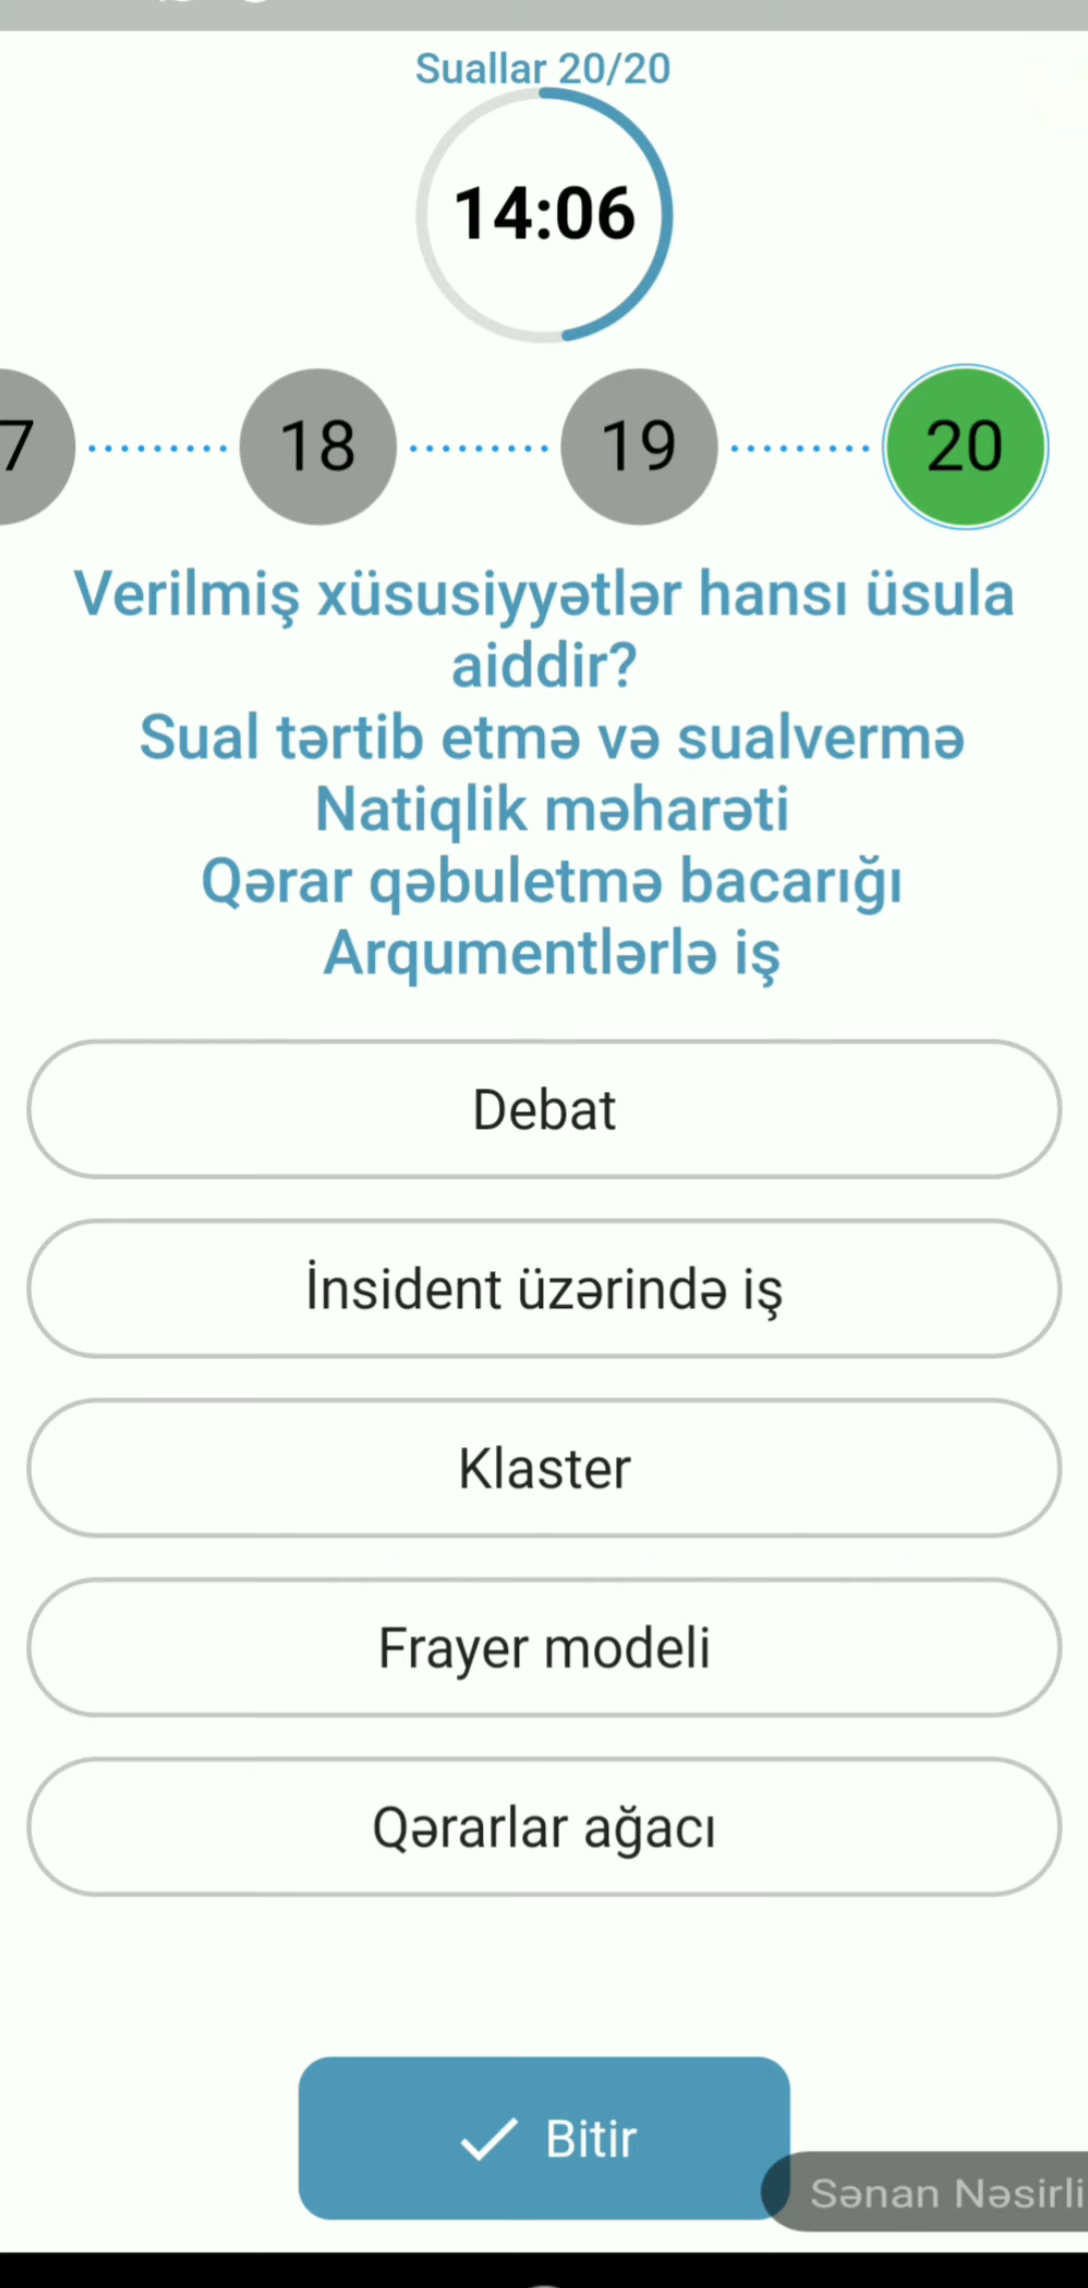 Suallar 20/20
14:06
7 18 19 20
Verilmiş xüsusiyyətlər hansı üsula
aiddir?
Sual tərtib etmə və sualvermə
Natiqlik məharəti
Qərar qəbuletmə bacarığı
Arqumentlərlə iş
Debat
İnsident üzərində iş
Klaster
Frayer modeli
Qərarlar ağacı
Bitir
Sənan Nəsirli